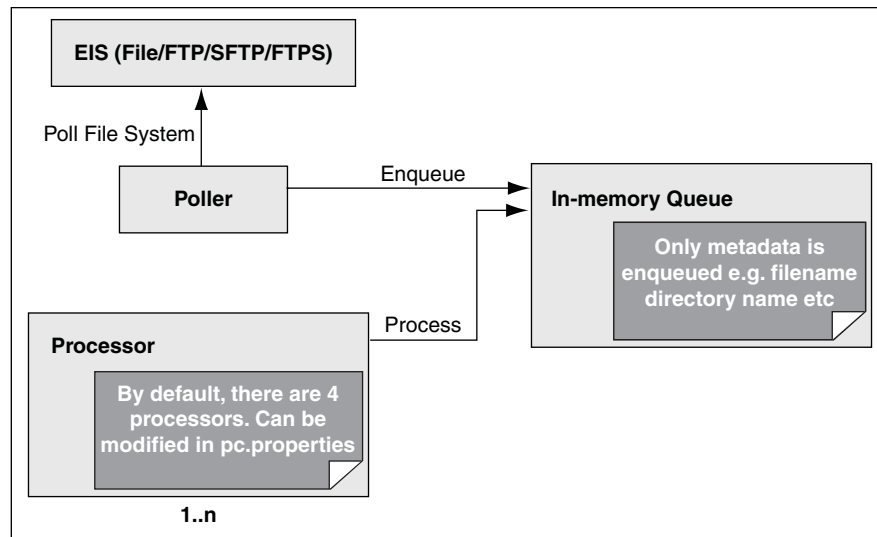 EIS (File/FTP/SFTP/FTPS)
Poll File System
Poller
Enqueue
In-memory Queue
Only metadata is
enqueued e.g. filename
directory name etc
Process
Processor
By default, there are 4
processors. Can be
modified in pc.properties
1..n